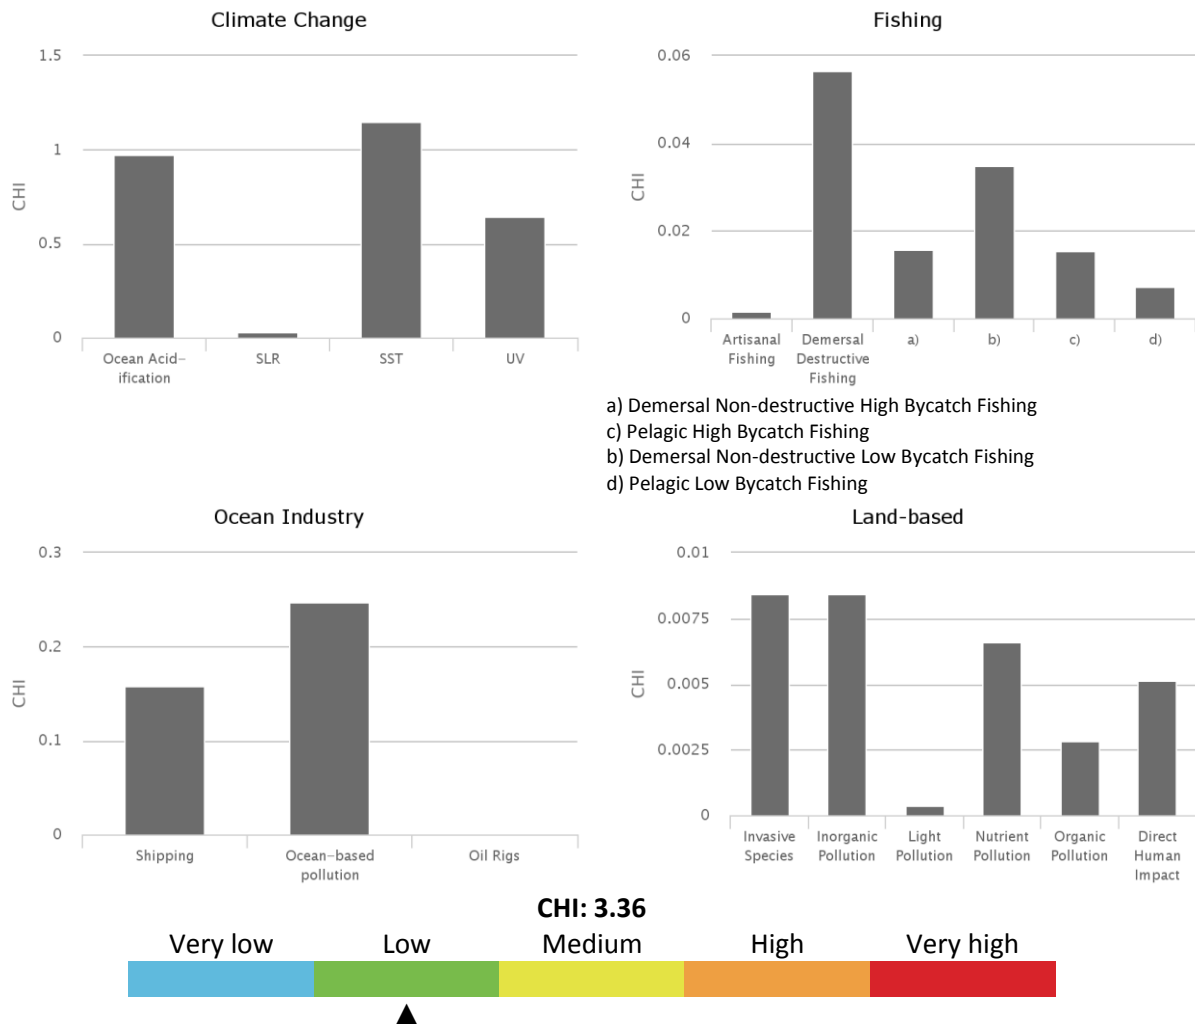 Climate Change
1.5
1
0.5
0
CHI
Ocean Acid–
ification
SLR
SST
UV
Fishing
0.06
0.04
0.02
0
CHI
Artisanal
Fishing
Demersal
Destructive
Fishing
a)
b)
c)
d)
a) Demersal Non-destructive High Bycatch Fishing
c) Pelagic High Bycatch Fishing
b) Demersal Non-destructive Low Bycatch Fishing
d) Pelagic Low Bycatch Fishing
Ocean Industry
0.3
0.2
0.1
0
CHI
Shipping
Ocean–based
pollution
Oil Rigs
Land-based
0.01
0.0075
0.005
0.0025
0
CHI
Invasive
Species
Inorganic
Pollution
Light
Pollution
Nutrient
Pollution
Organic
Pollution
Direct
Human
Impact
CHI: 3.36
Very low
Low
Medium
High
Very high